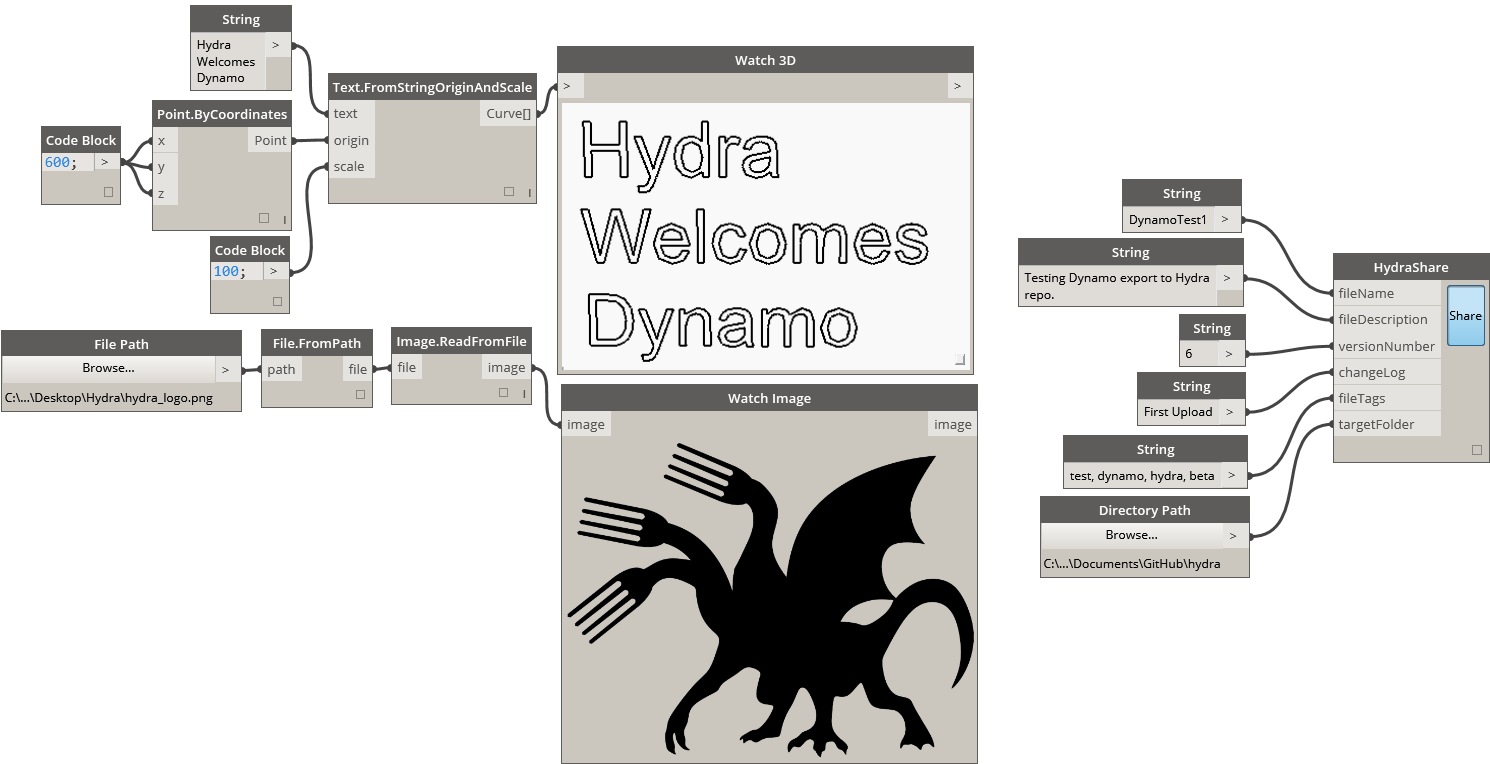 String
Hydra >
Welcomes
Dynamo
Code Block
600; >
Point.ByCoordinates
x Point
y
z
Code Block
100; >
Text.FromStringOriginAndScale
text Curve[]
origin
scale
l
Watch 3D
> >
Hydra
Welcomes
Dynamo
File Path
Browse... >
C:\...\Desktop\Hydra\hydra_logo.png
File.FromPath
path file
Image.ReadFromFile
file image
l
Watch Image
image image
String
DynamoTest1 >
String
Testing Dynamo export to Hydra >
repo.
String
6 >
String
First Upload >
String
test, dynamo, hydra, beta >
Directory Path
Browse... >
C:\...\Documents\GitHub\hydra
HydraShare
fileName
fileDescription
versionNumber
changeLog
fileTags
targetFolder
Share